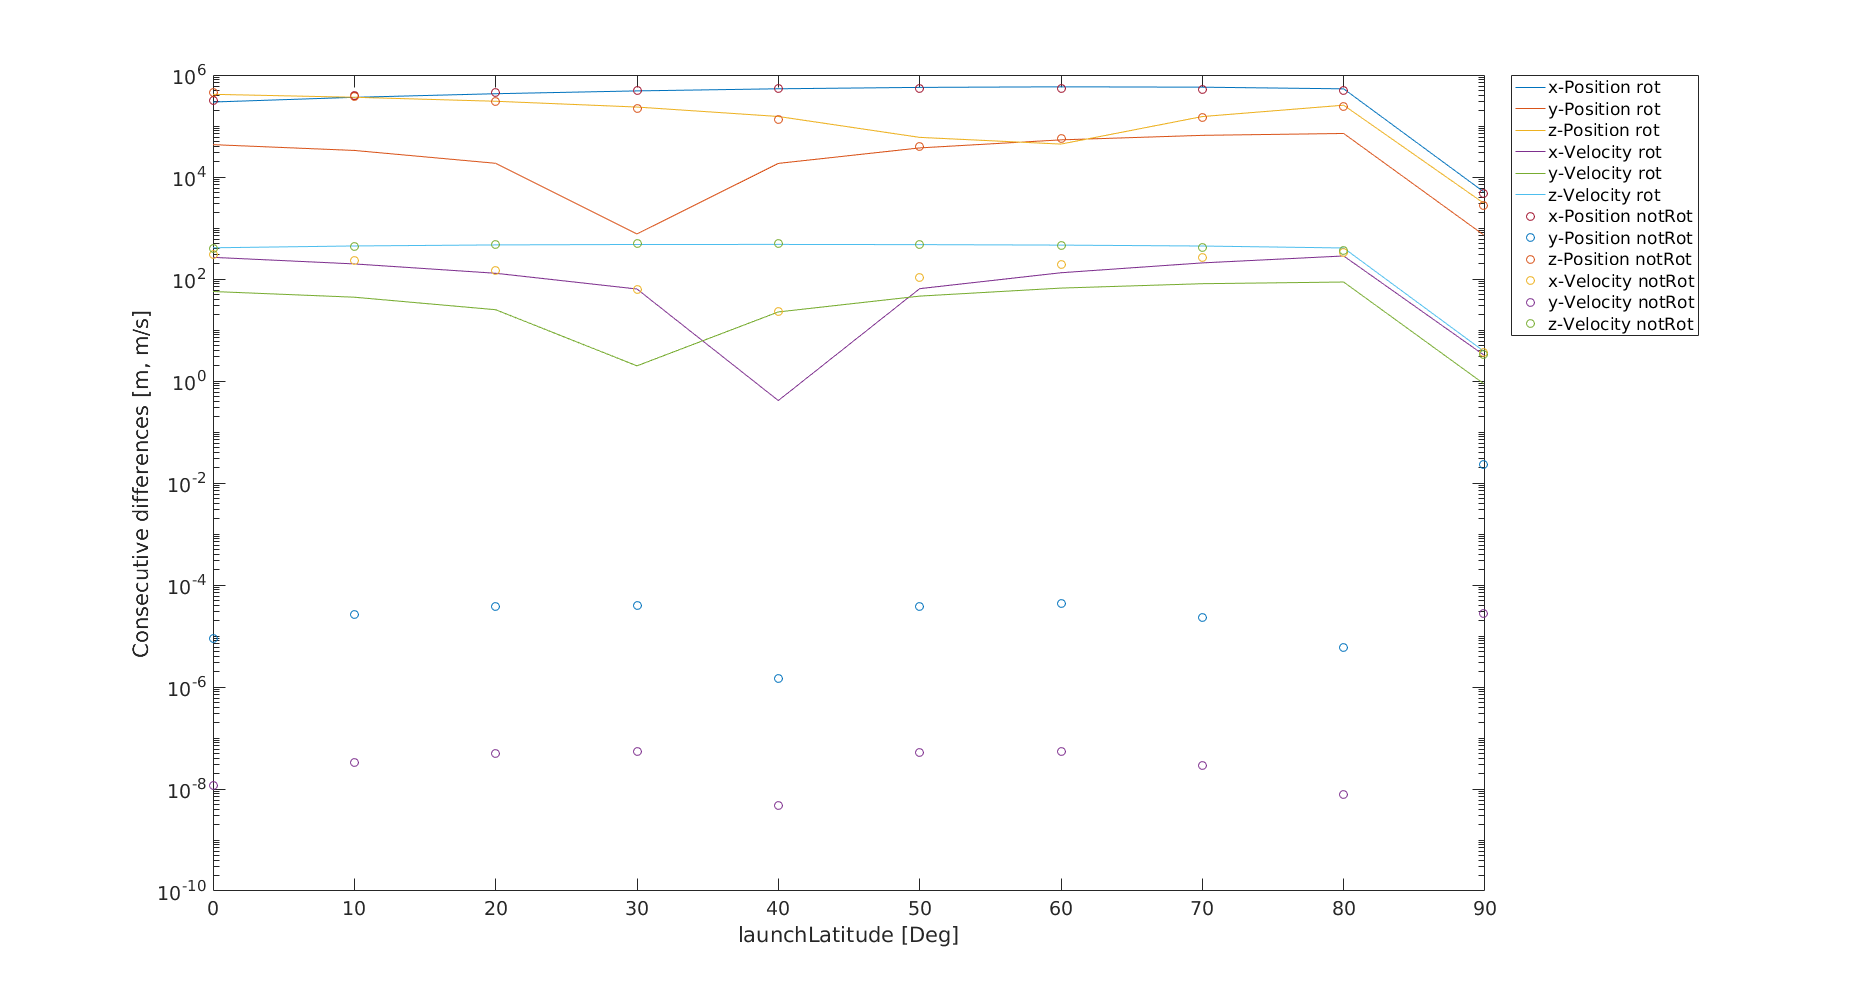 10^6
10^4
10^2
10^0
10^-2
10^-4
10^-6
10^-8
10^-10
Consecutive differences [m, m/s]
0 10 20 30 40 50 60 70 80 90
launchLatitude [Deg]
x-Position rot
y-Position rot
z-Position rot
x-Velocity rot
y-Velocity rot
z-Velocity rot
x-Position notRot
y-Position notRot
z-Position notRot
x-Velocity notRot
y-Velocity notRot
z-Velocity notRot